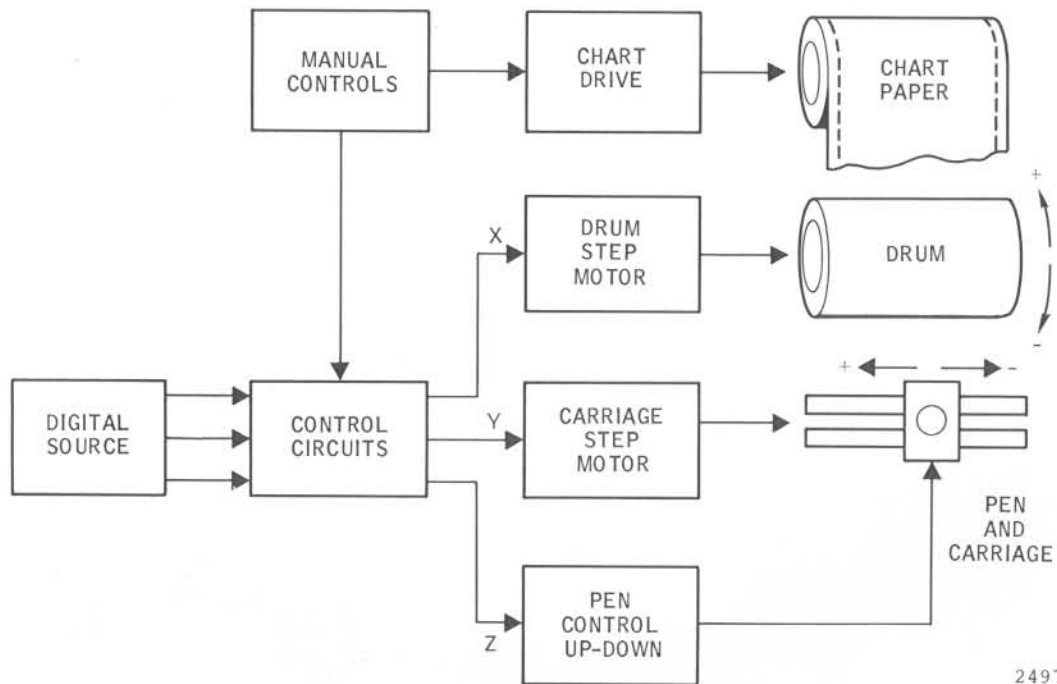 MANUAL
CONTROLS
CHART
DRIVE
CHART
PAPER
+
X
DRUM
STEP
MOTOR
DRUM
-
+
-
DIGITAL
SOURCE
CONTROL
CIRCUITS
Y
CARRIAGE
STEP
MOTOR
PEN
AND
CARRIAGE
Z
PEN
CONTROL
UP-DOWN